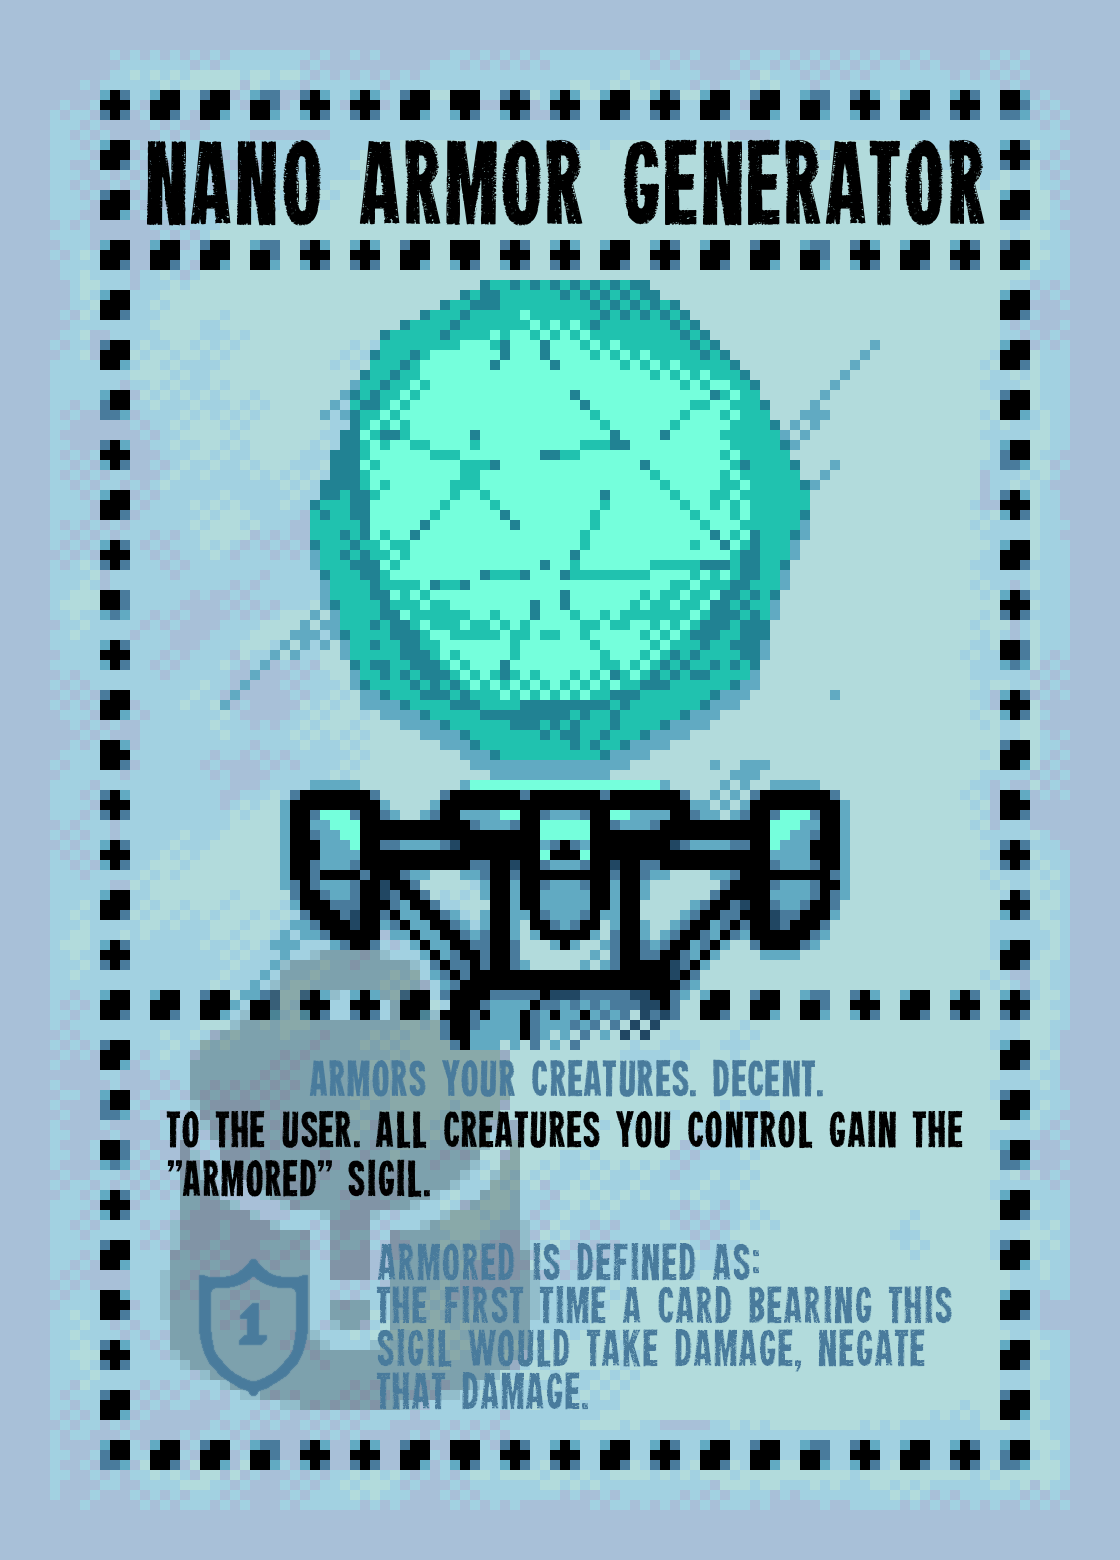 NANO ARMOR GENERATOR
ARMORS YOUR CREATURES. DECENT.
TO THE USER. ALL CREATURES YOU CONTROL GAIN THE
"ARMORED" SIGIL.
ARMORED IS DEFINED AS:
THE FIRST TIME A CARD BEARING THIS
1
SIGIL WOULD TAKE DAMAGE, NEGATE
THAT DAMAGE.